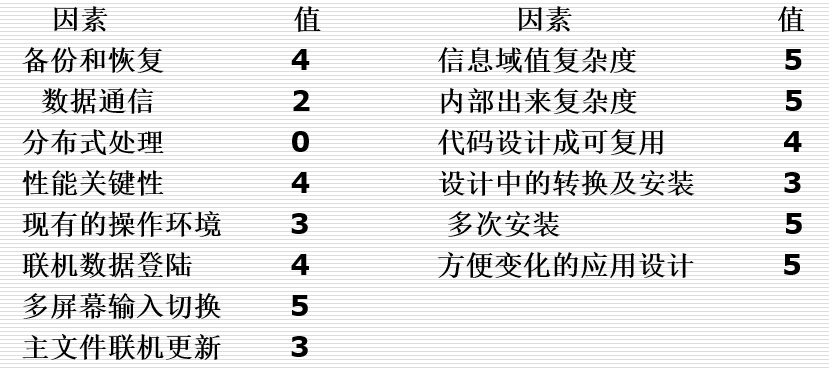 因素 值 因素 值
备份和恢复 4 信息域值复杂度 5
数据通信 2 内部出来复杂度 5
分布式处理 0 代码设计成可复用 4
性能关键性 4 设计中的转换及安装 3
现有的操作环境 3 多次安装 5
联机数据登陆 4 方便变化的应用设计 5
多屏幕输入切换 5
主文件联机更新 3